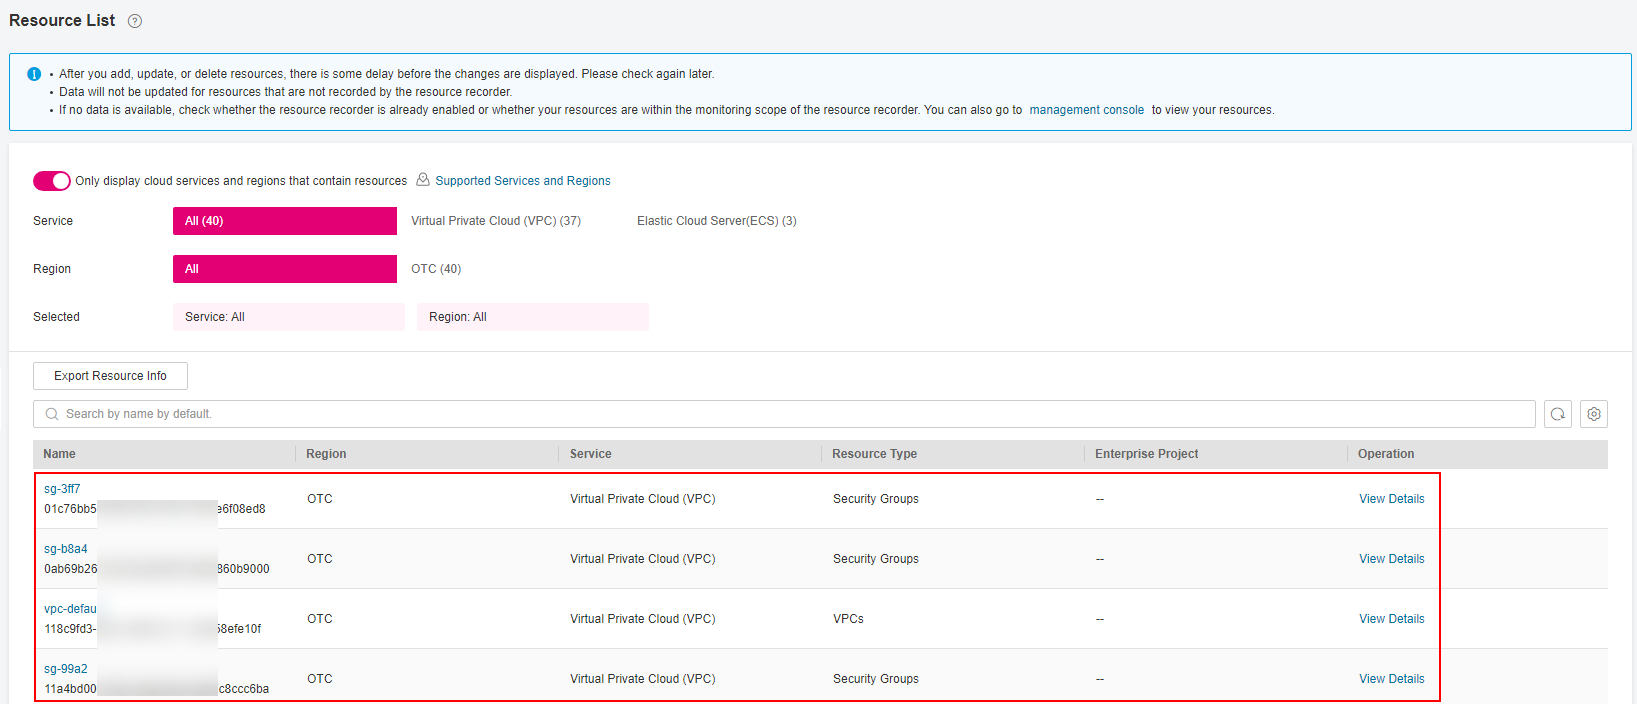 Resource List ?
• After you add, update, or delete resources, there is some delay before the changes are displayed. Please check again later.
• Data will not be updated for resources that are not recorded by the resource recorder.
• If no data is available, check whether the resource recorder is already enabled or whether your resources are within the monitoring scope of the resource recorder. You can also go to management console to view your resources.
Only display cloud services and regions that contain resources Supported Services and Regions
Service All (40) Virtual Private Cloud (VPC) (37) Elastic Cloud Server(ECS) (3)
Region All OTC (40)
Selected Service: All Region: All
Export Resource Info
Search by name by default.
Name Region Service Resource Type Enterprise Project Operation
sg-3ff7
01c76bb5 e6f08ed8 OTC Virtual Private Cloud (VPC) Security Groups -- View Details
sg-b8a4
0ab69b26 860b9000 OTC Virtual Private Cloud (VPC) Security Groups -- View Details
vpc-defau
118c9fd3- 58efe10f OTC Virtual Private Cloud (VPC) VPCs -- View Details
sg-99a2
11a4bd00 c8ccc6ba OTC Virtual Private Cloud (VPC) Security Groups -- View Details